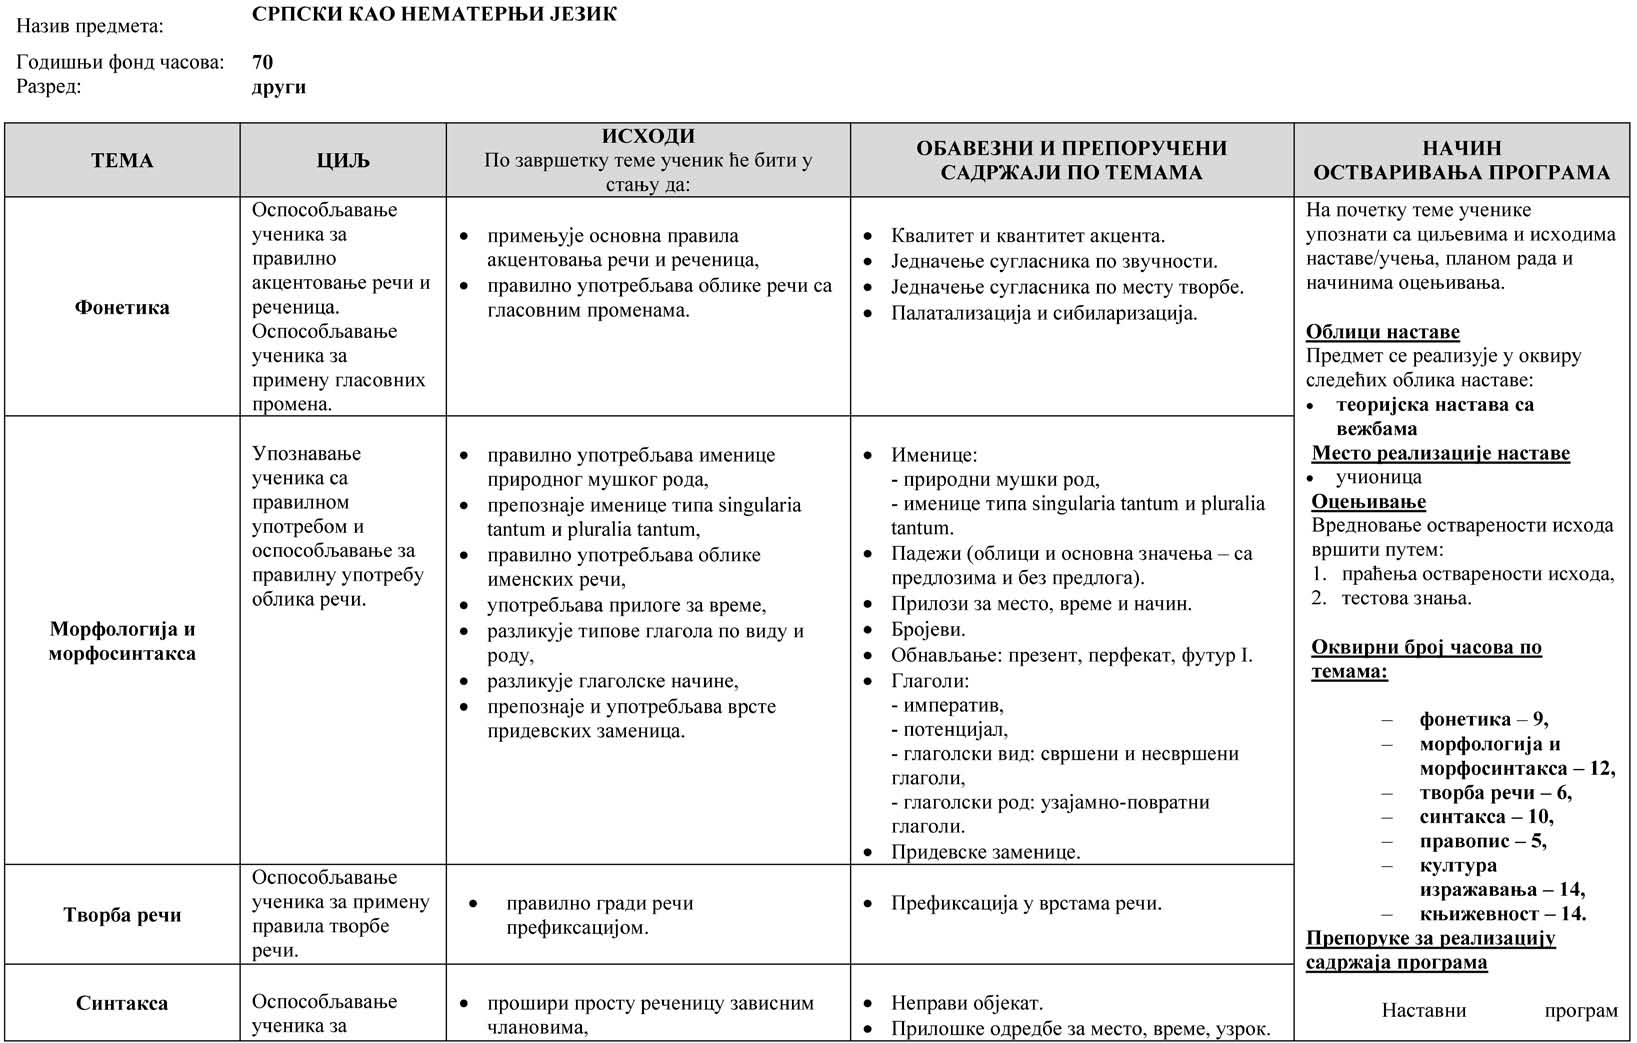 Назив предмета:
СРПСКИ КАО НЕМАТЕРЊИ ЈЕЗИК
Годишњи фонд часова:
70
Разред:
други
ТЕМА
ЦИЉ
ИСХОДИ
По завршетку теме ученик ће бити у
стању да:
ОБАВЕЗНИ И ПРЕПОРУЧЕНИ
САДРЖАЈИ ПО ТЕМАМА
НАЧИН
ОСТВАРИВАЊА ПРОГРАМА
Фонетика
Оспособљавање
ученика за
правилно
акцентовање речи и
реченица.
Оспособљавање
ученика за
примену гласовних
промена.
• примењује основна правила
акцентовања речи и реченица,
• правилно употребљава облике речи са
гласовним променама.
• Квалитет и квантитет акцента.
• Једначење сугласника по звучности.
• Једначење сугласника по месту творбе.
• Палатализација и сибиларизација.
Морфологија и
морфосинтакса
Упознавање
ученика са
правилном
употребом и
оспособљавање за
правилну употребу
облика речи.
• правилно употребљава именице
природног мушког рода,
• препознаје именице типа singularia
tantum и pluralia tantum,
• правилно употребљава облике
именских речи,
• употребљава прилоге за време,
• разликује типове глагола по виду и
роду,
• разликује глаголске начине,
• препознаје и употребљава врсте
придевских заменица.
• Именице:
- природни мушки род,
- именице типа singularia tantum и pluralia
tantum.
• Падежи (облици и основна значења – са
предлозима и без предлога).
• Прилози за место, време и начин.
• Бројеви.
• Обнављање: презент, перфекат, футур I.
• Глаголи:
- императив,
- потенцијал,
- глаголски вид: свршени и несвршени
глаголи,
- глаголски род: узајамно-повратни
глаголи.
• Придевске заменице.
Творба речи
Оспособљавање
ученика за примену
правила творбе
речи.
• правилно гради речи
префиксацијом.
• Префиксација у врстама речи.
Синтакса
Оспособљавање
ученика за
• прошири просту реченицу зависним
члановима,
• Неправи објекат.
• Прилошке одредбе за место, време, узрок.
На почетку теме ученике
упознати са циљевима и исходима
наставе/учења, планом рада и
начинима оцењивања.
Облици наставе
Предмет се реализује у оквиру
следећих облика наставе:
• теоријска настава са
вежбама
Место реализације наставе
• учионица
Оцењивање
Вредновање остварености исхода
вршити путем:
1. праћења остварености исхода,
2. тестова знања.
Оквирни број часова по
темама:
– фонетика – 9,
– морфологија и
морфосинтакса – 12,
– творба речи – 6,
– синтакса – 10,
– правопис – 5,
– култура
изражавања – 14,
– књижевност – 14.
Препоруке за реализацију
садржаја програма
Наставни програм